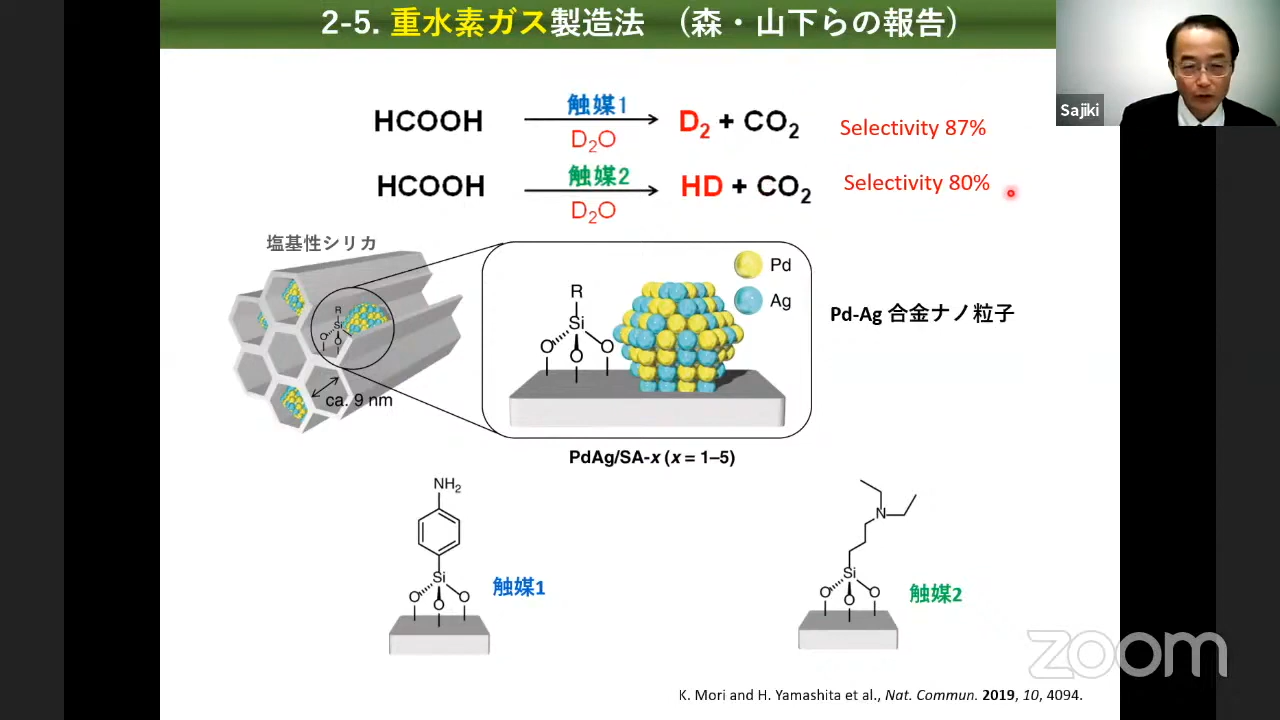 2-5. 重水素ガス製造法 （森・山下らの報告）
Sajiki
HCOOH 触媒1 D2O D2 + CO2 Selectivity 87%
HCOOH 触媒2 D2O HD + CO2 Selectivity 80%
塩基性シリカ
R
Si
O O O
ca. 9 nm
R
Si
O O O
Pd
Ag
Pd-Ag 合金ナノ粒子
PdAg/SA-x (x = 1–5)
NH2
Si
O O O
触媒1
N
Si
O O O
触媒2
zoom
K. Mori and H. Yamashita et al., Nat. Commun. 2019, 10, 4094.